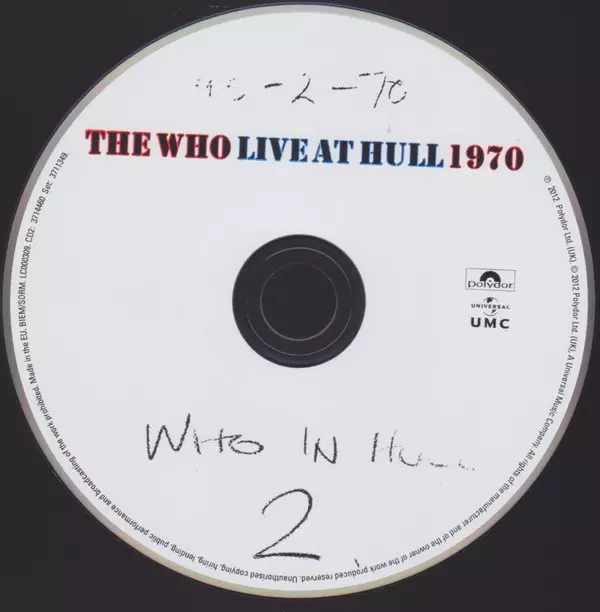 -2-70
THE WHO LIVE AT HULL 1970
polydor
UNIVERSAL
UMC
WHO IN HULL
2
℗ 2012 Polydor Ltd. (UK). © 2012 Polydor Ltd. (UK). A Universal Music Company. All rights of the manufacturer and of the owner of the work produced reserved. Unauthorised copying, hiring, lending, public performance and broadcasting of the work prohibited. Made in the EU. BIEM/SDRM. LC000309. CD2: 3714460 Set: 3711349.